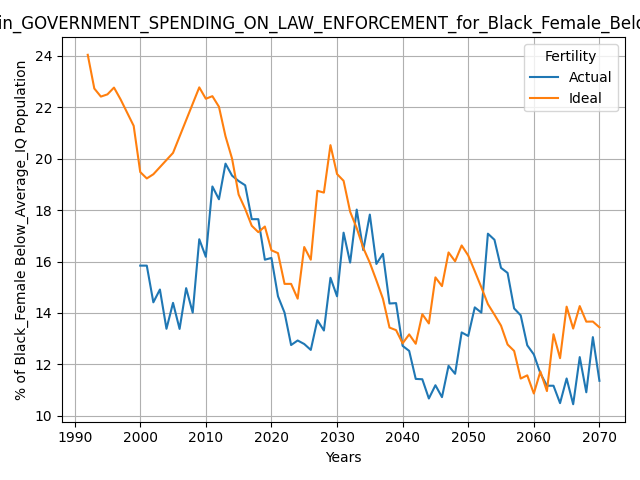 in_GOVERNMENT_SPENDING_ON_LAW_ENFORCEMENT_for_Black_Female_Belo
Fertility
Actual
Ideal
% of Black_Female Below_Average_IQ Population
24
22
20
18
16
14
12
10
1990 2000 2010 2020 2030 2040 2050 2060 2070
Years